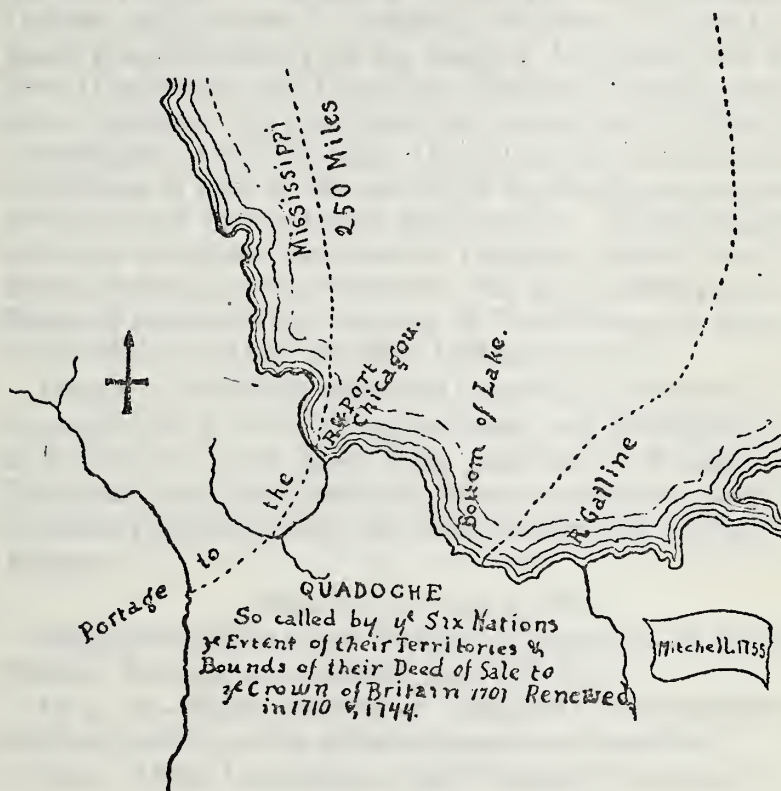 Mississippi
250 Miles
R & Port
Chicagou.
Bottom of Lake.
R Galline
Portage to the
QUADOCHE
So called by yᵉ Six Nations
yᵉ Extent of their Territories &
Bounds of their Deed of Sale to
yᵉ Crown of Britain 1701 Renewed
in 1710 & 1744.
Mitchell.1755